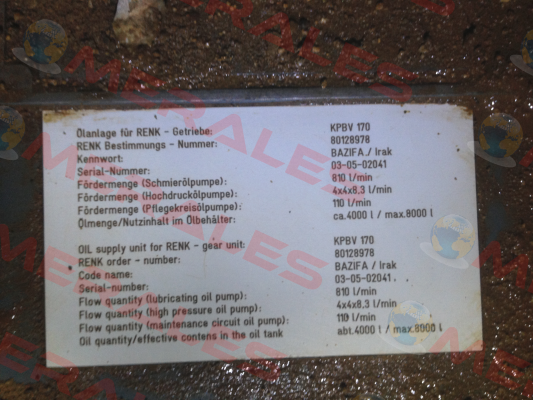 Ölanlage für RENK - Getriebe: KPBV 170
RENK Bestimmungs - Nummer: 80128978
Kennwort: BAZIFA / Irak
Serial-Nummer: 03-05-02041
Fördermenge (Schmierölpumpe): 810 l/min
Fördermenge (Hochdruckölpumpe): 4x4x8,3 l/min
Fördermenge (Pflegekreisölpumpe): 110 l/min
Ölmenge/Nutzinhalt im Ölbehälter: ca.4000 l / max.8000 l
OIL supply unit for RENK - gear unit: KPBV 170
RENK order - number: 80128978
Code name: BAZIFA / Irak
Serial-number: 03-05-02041
Flow quantity (lubricating oil pump): 810 l/min
Flow quantity (high pressure oil pump): 4x4x8,3 l/min
Flow quantity (maintenance circuit oil pump): 110 l/min
Oil quantity/effective contens in the oil tank abt.4000 l / max.8000 l
MERALES
MERALES
MERALES